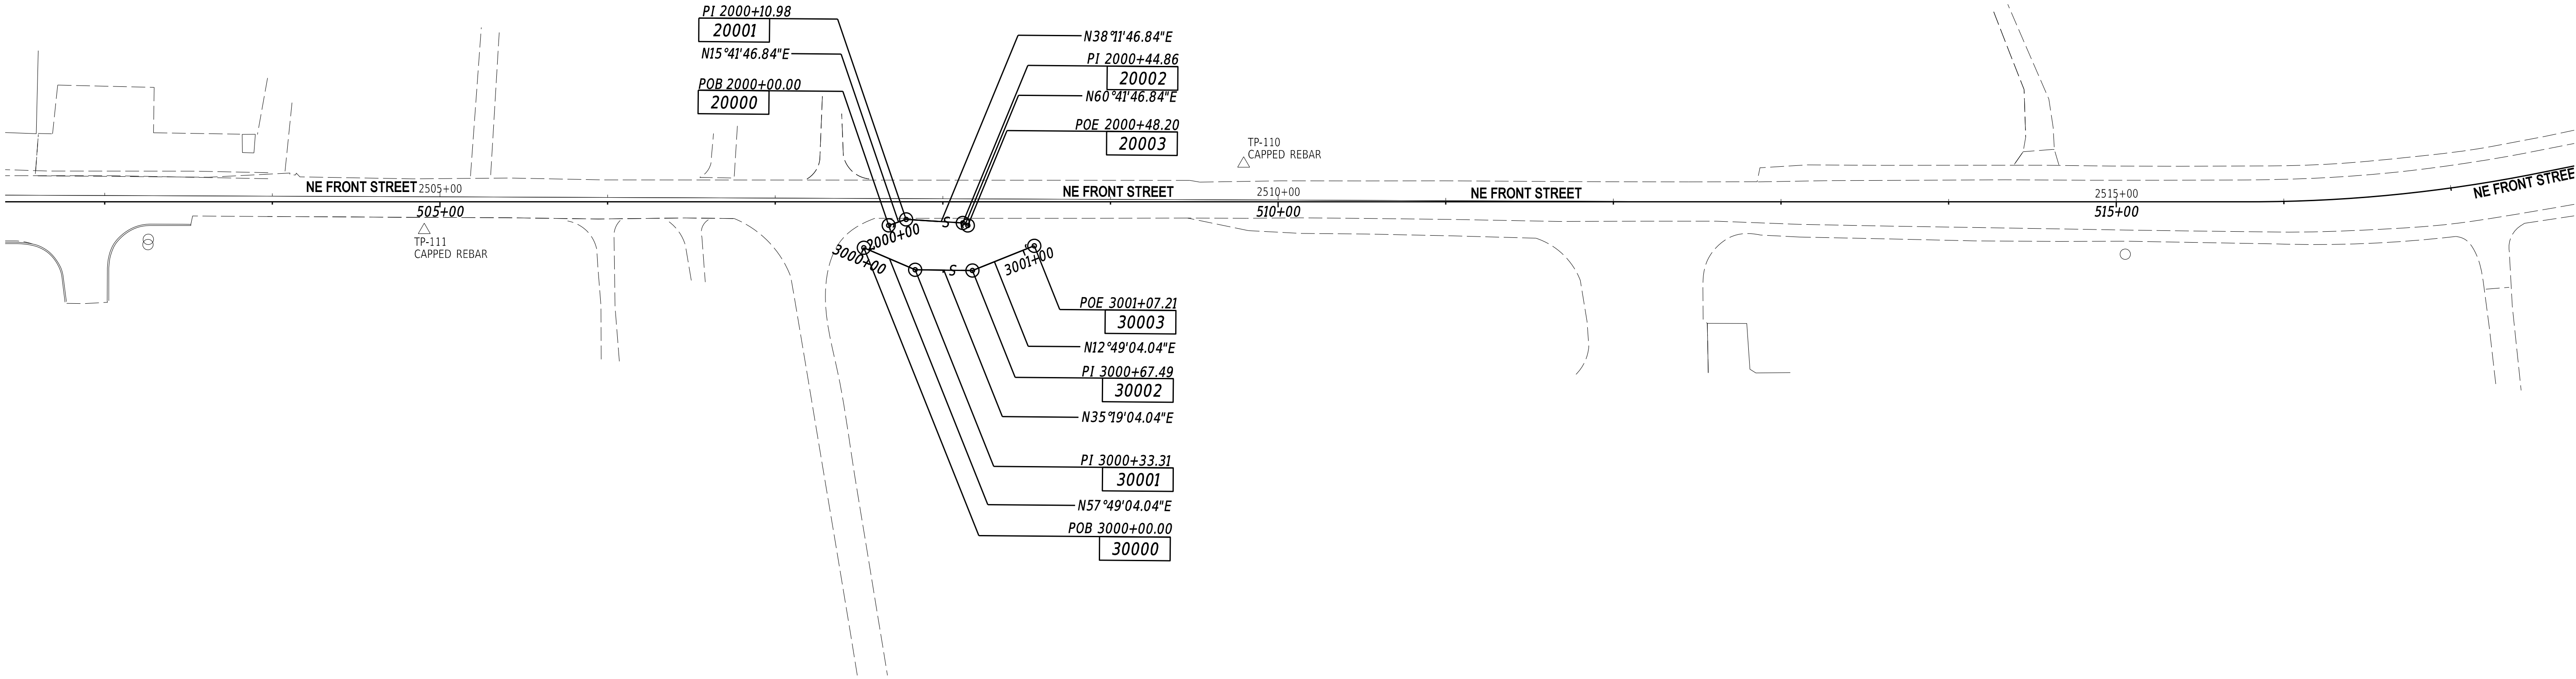 PI 2000+10.98
20001
N15°41'46.84"E
POB 2000+00.00
20000
N38°11'46.84"E
PI 2000+44.86
20002
N60°41'46.84"E
POE 2000+48.20
20003
TP-110
CAPPED REBAR
NE FRONT STREET
2505+00
505+00
NE FRONT STREET
2510+00
510+00
NE FRONT STREET
2515+00
515+00
NE FRONT STREE
TP-111
CAPPED REBAR
2000+00
S
3000+00
S
3001+00
POE 3001+07.21
30003
N12°49'04.04"E
PI 3000+67.49
30002
N35°19'04.04"E
PI 3000+33.31
30001
N57°49'04.04"E
POB 3000+00.00
30000